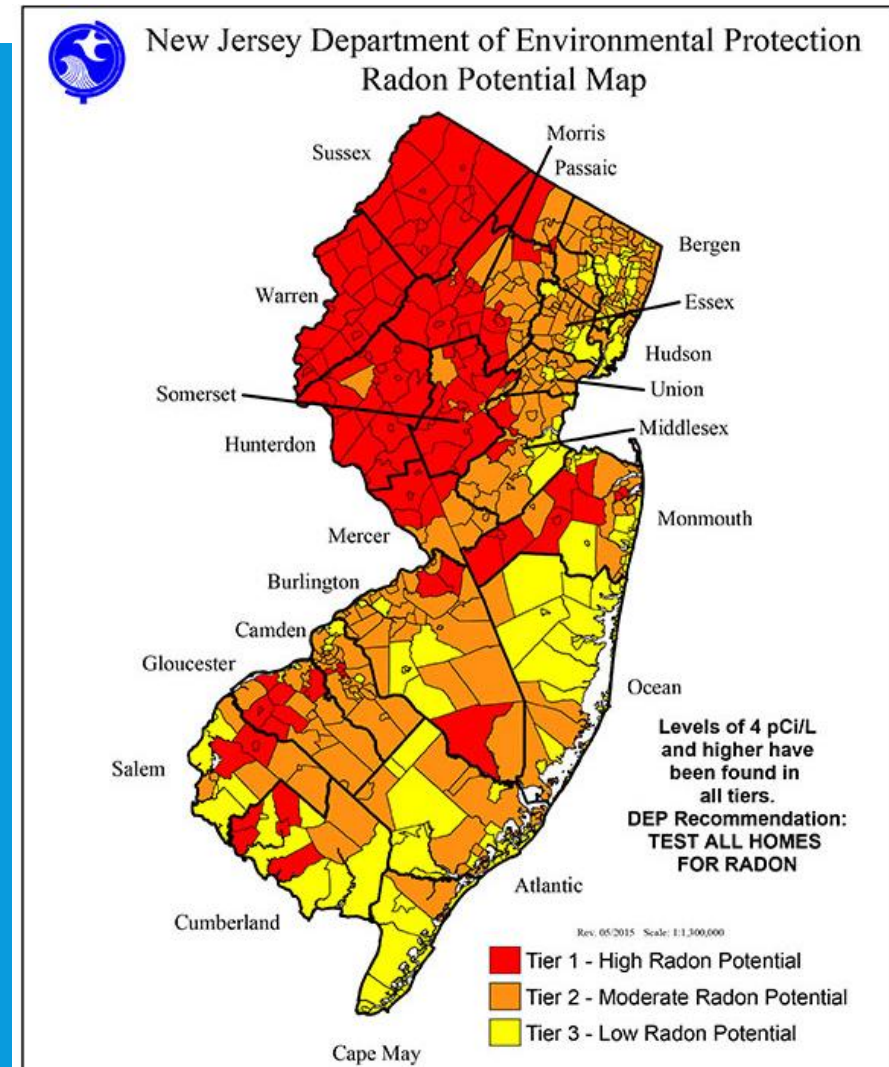 New Jersey Department of Environmental Protection
Radon Potential Map
Morris
Sussex
Passaic
Bergen
Warren
Essex
Hudson
Somerset
Union
Hunterdon
Middlesex
Mercer
Monmouth
Burlington
Camden
Gloucester
Ocean
Levels of 4 pCi/L
and higher have
been found in
all tiers.
DEP Recommendation:
TEST ALL HOMES
FOR RADON
Salem
Atlantic
Cumberland
Rev. 05/2015 Scale: 1:1,300,000
Tier 1 - High Radon Potential
Tier 2 - Moderate Radon Potential
Tier 3 - Low Radon Potential
Cape May